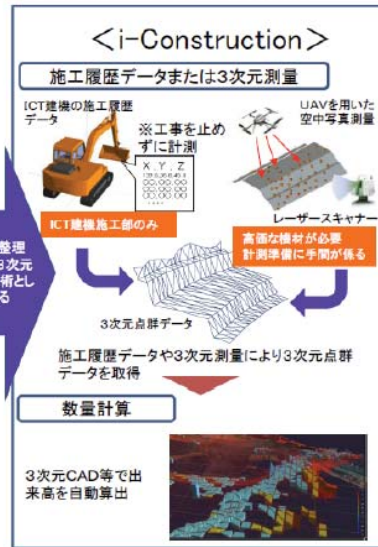 ＜i-Construction＞
施工履歴データまたは3次元測量
ICT建機の施工履歴
データ
※工事を止め
ずに計測
X , Y , Z
UAVを用いた
空中写真測量
レーザースキャナー
ICT建機施工部のみ
高価な機材が必要
計測準備に手間が係る
整理
3次元
術とし
る
3次元点群データ
施工履歴データや3次元測量により3次元点群
データを取得
数量計算
3次元CAD等で出
来高を自動算出